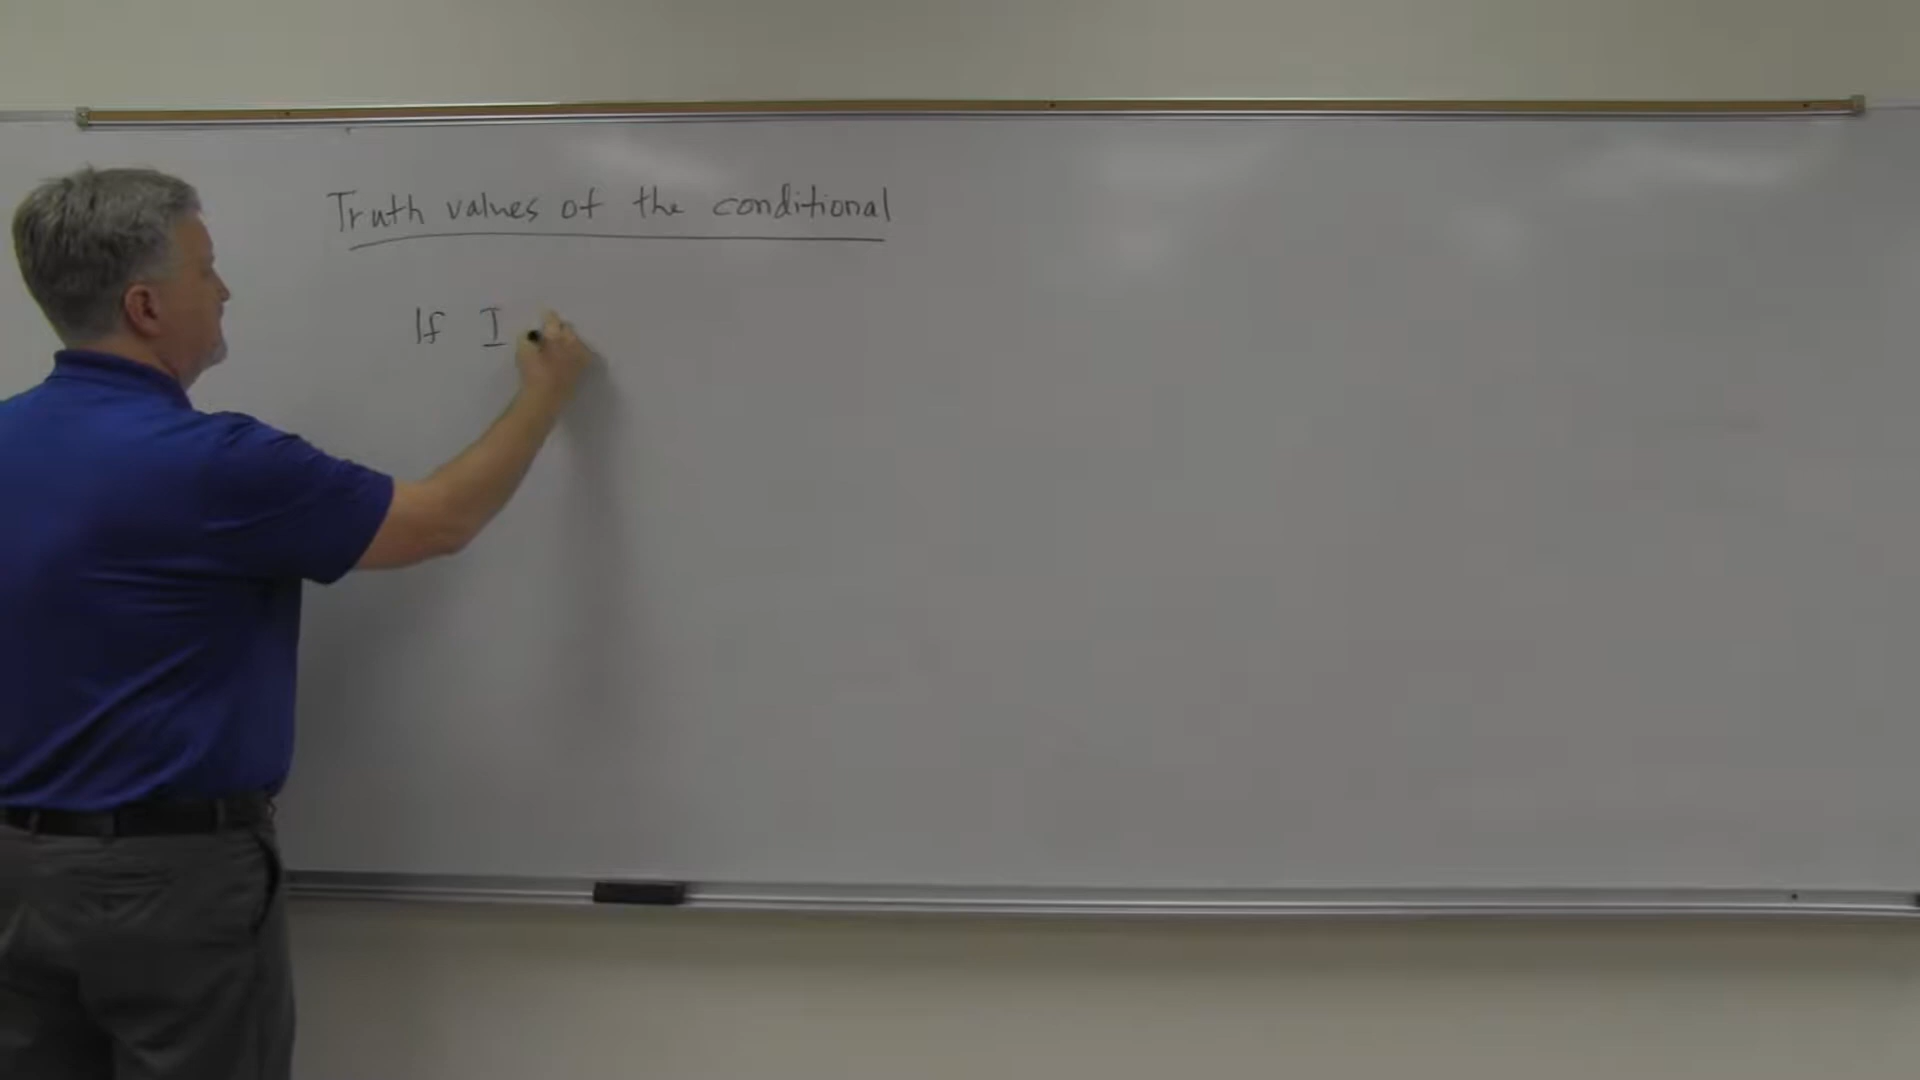 Truth values of the conditional
If I